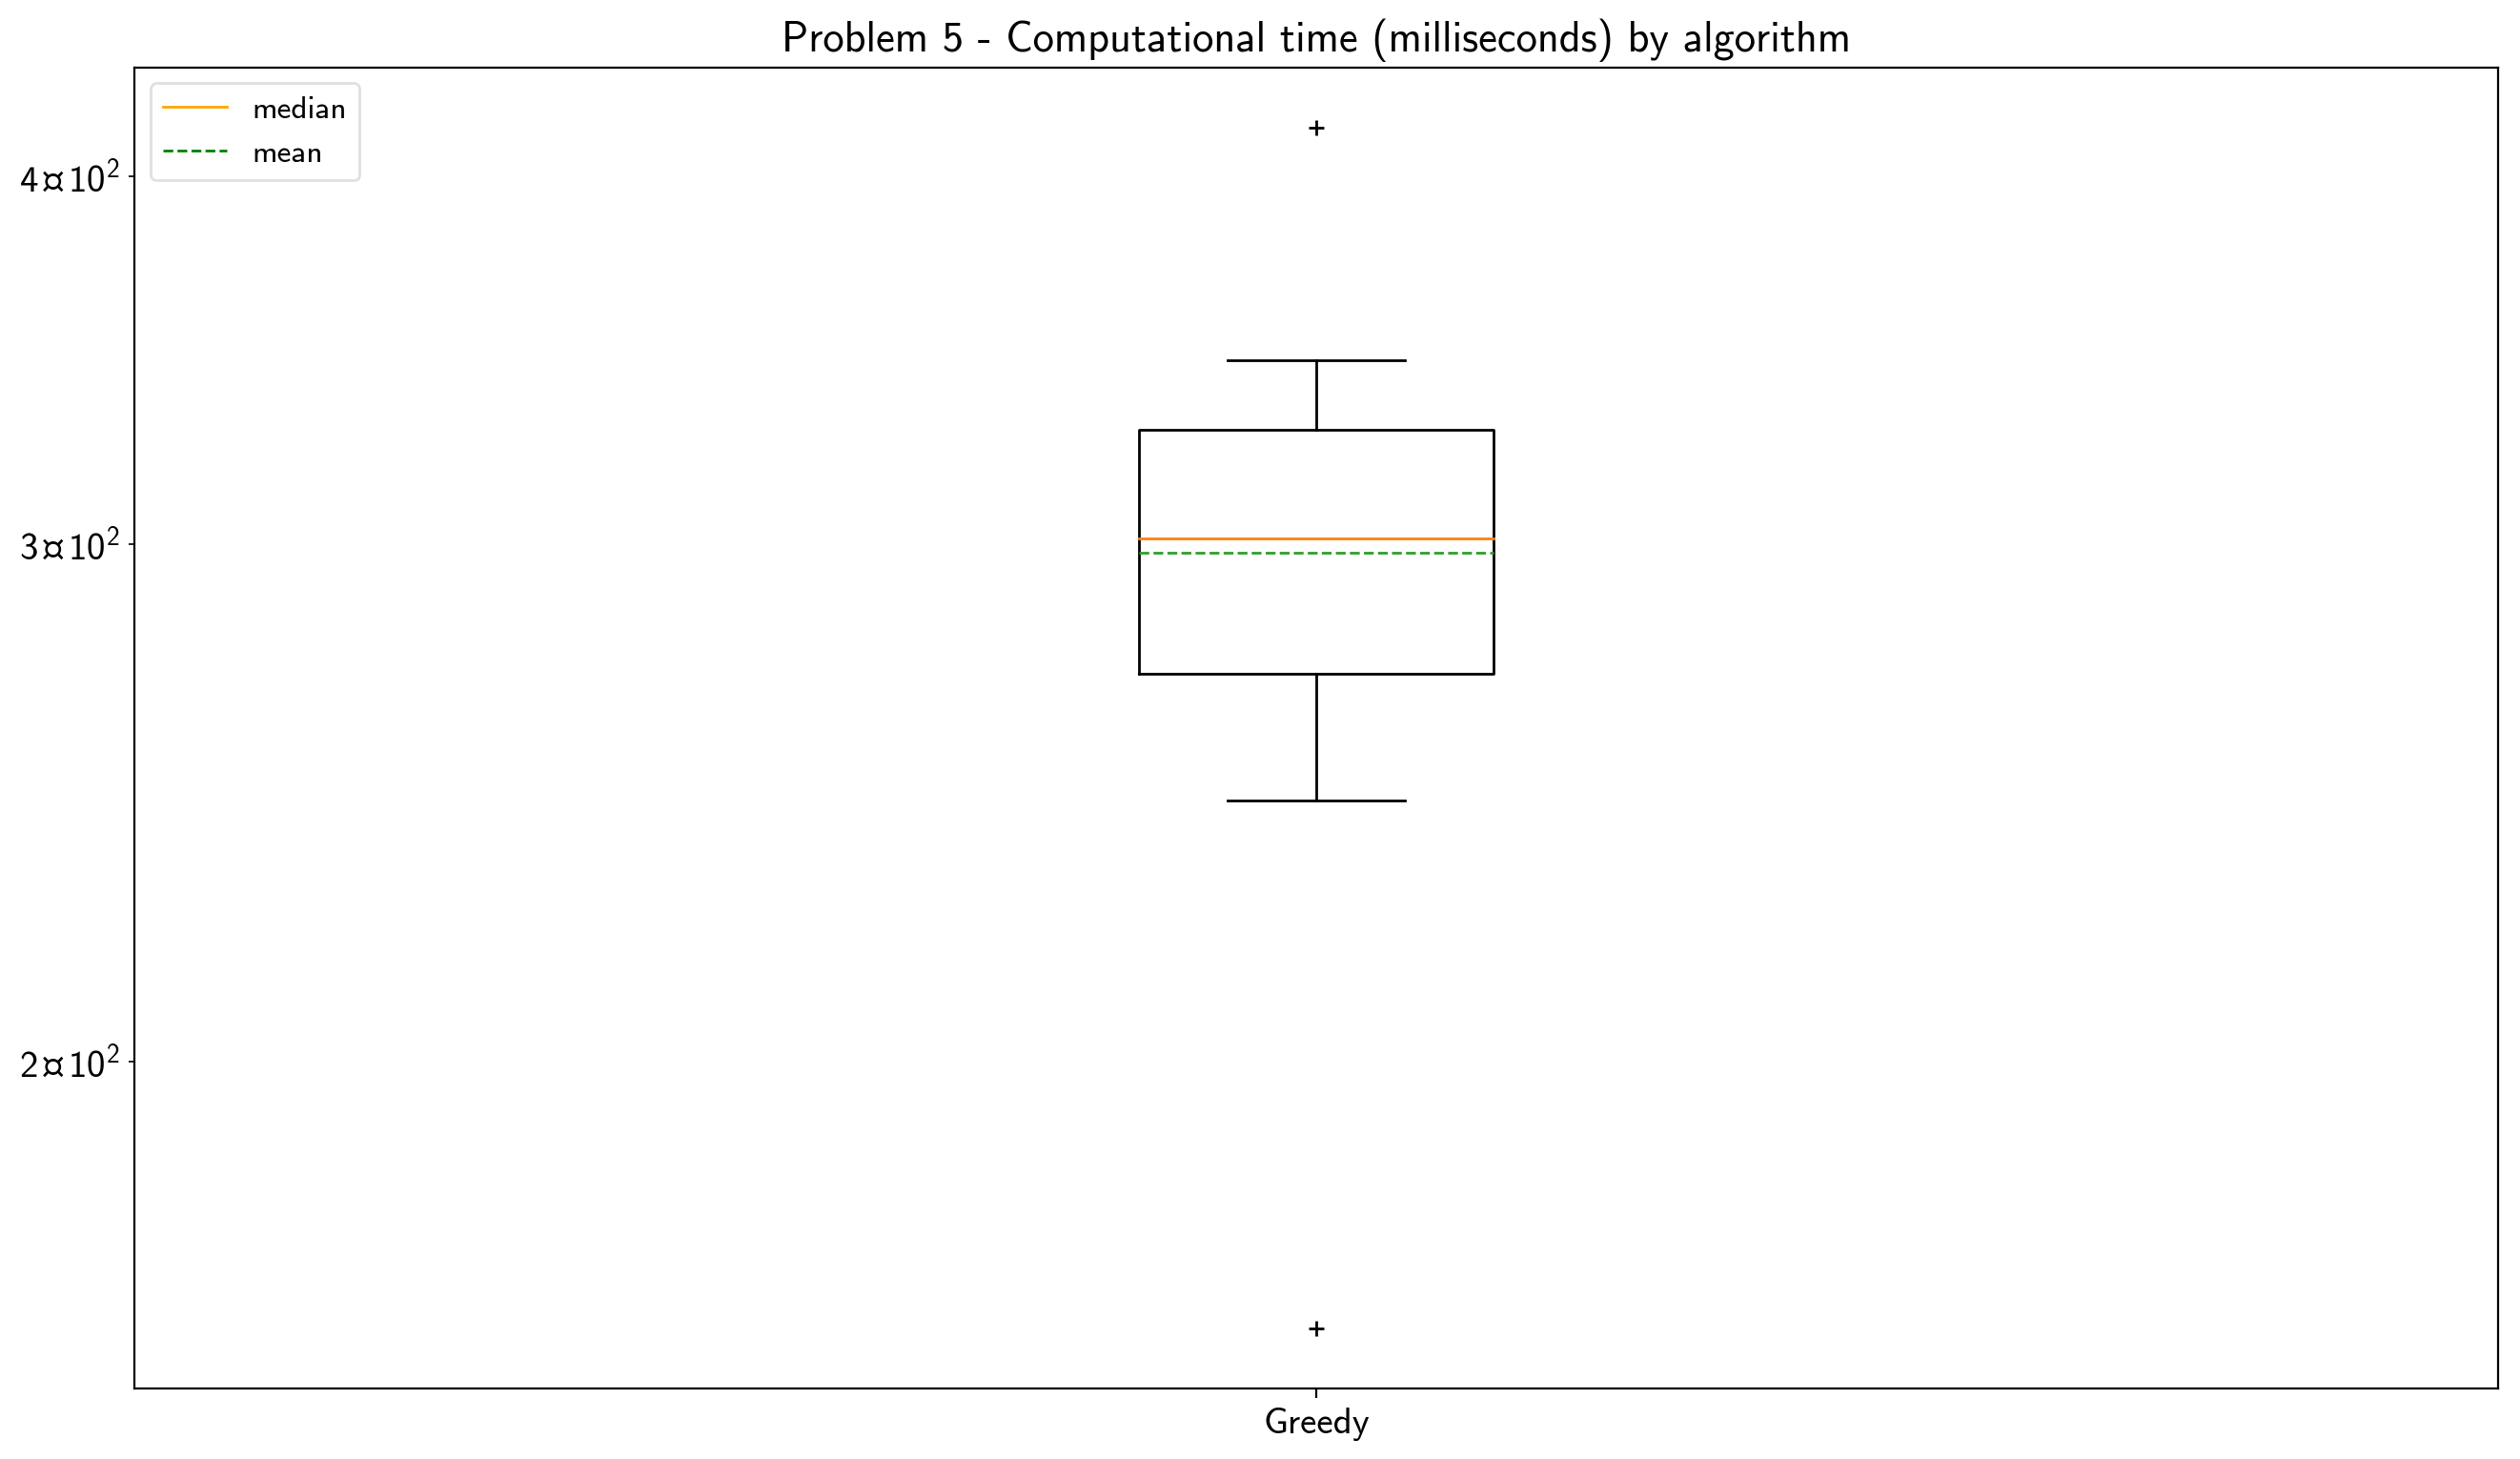 Problem 5 - Computational time (milliseconds) by algorithm
median
mean
4¤10²
3¤10²
2¤10²
Greedy